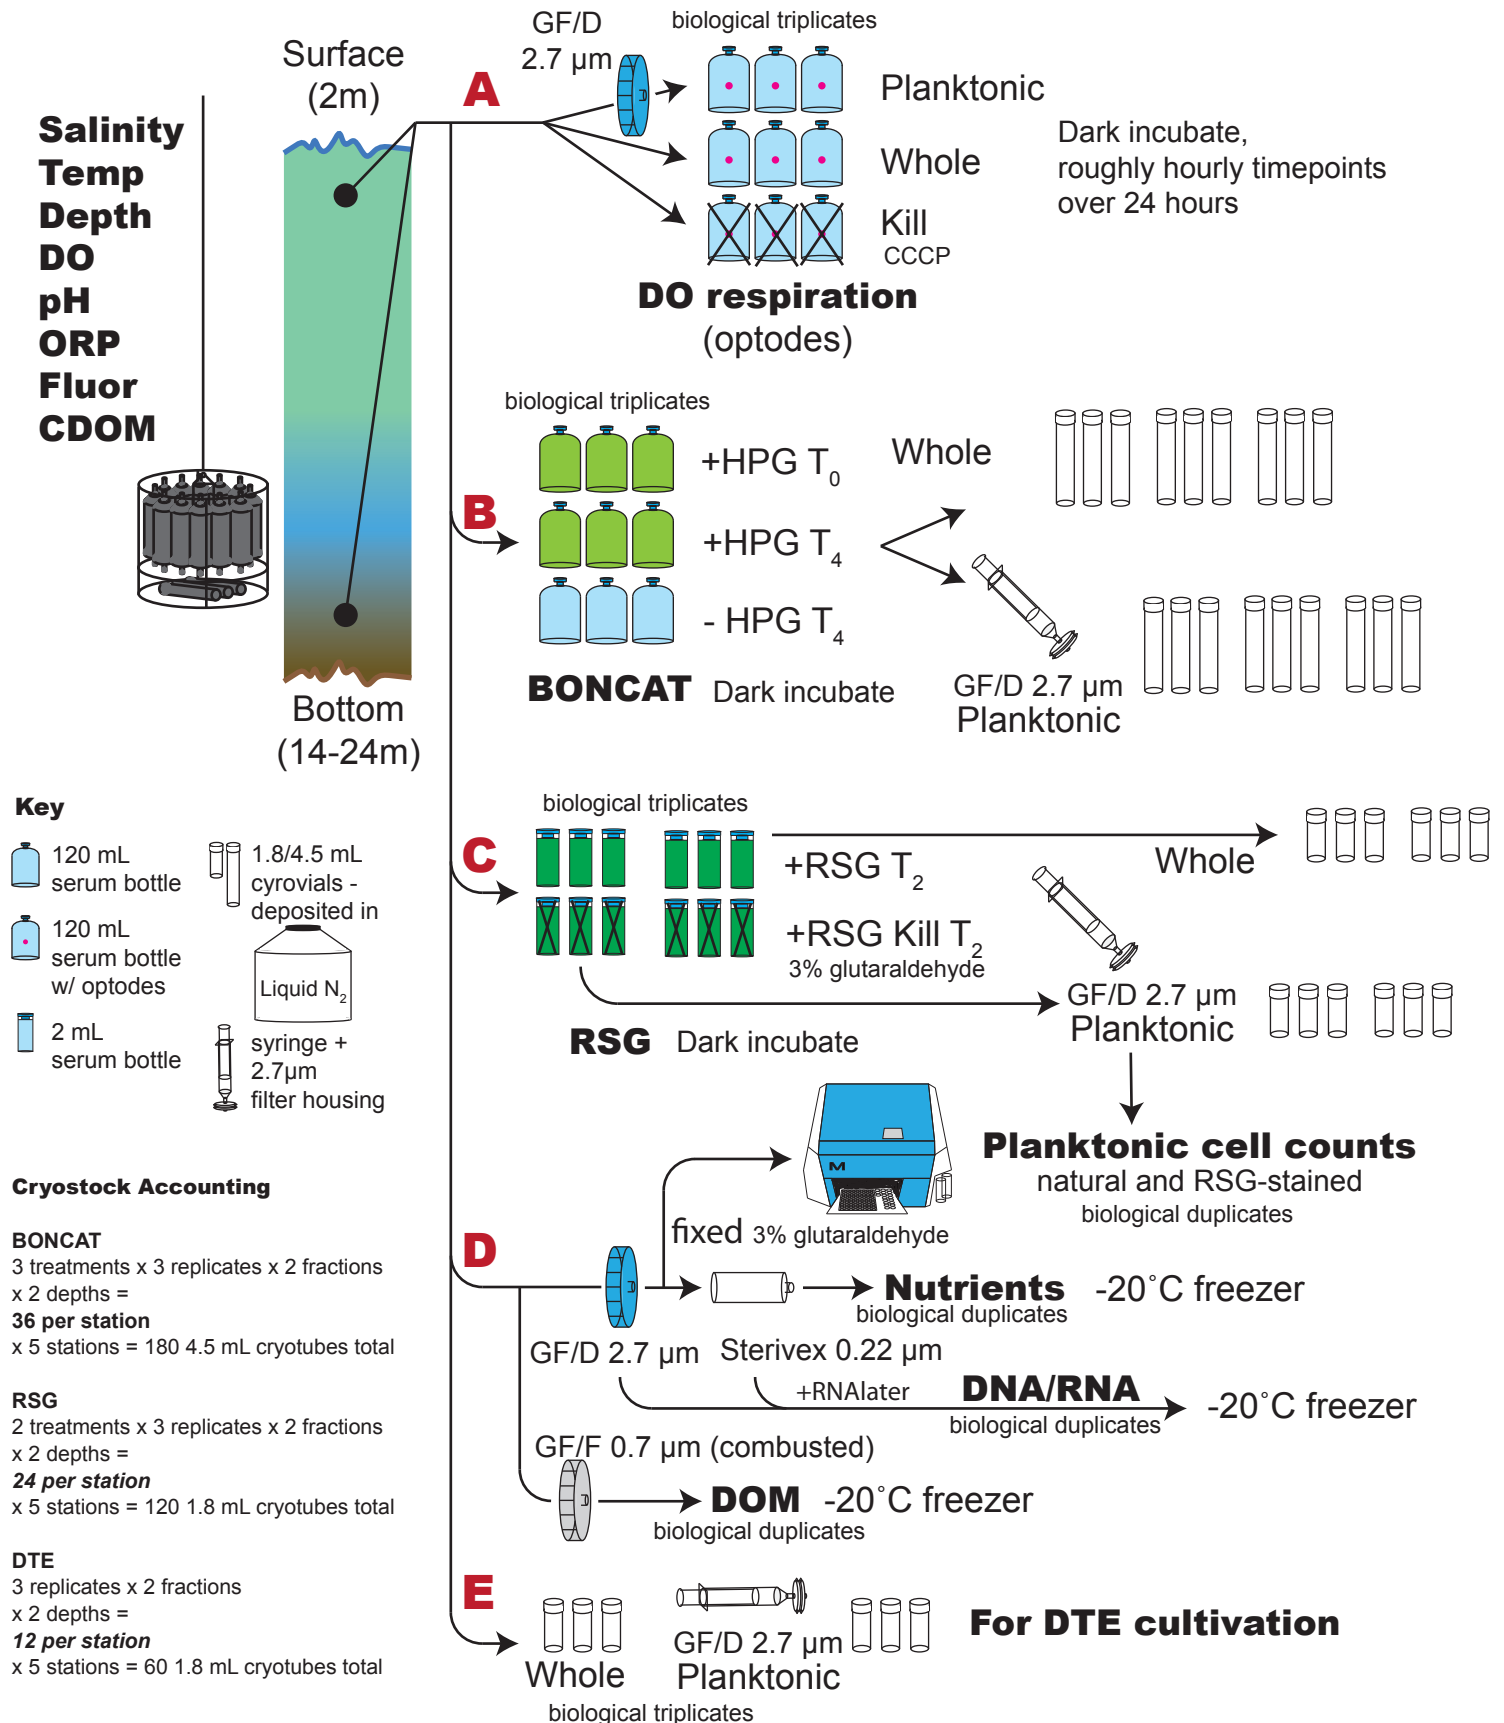 Surface
(2m)
Salinity
Temp
Depth
DO
pH
ORP
Fluor
CDOM
Bottom
(14-24m)
A
GF/D
2.7 µm
biological triplicates
Planktonic
Whole
Kill
CCCP
Dark incubate,
roughly hourly timepoints
over 24 hours
DO respiration
(optodes)
B
biological triplicates
+HPG T0
+HPG T4
- HPG T4
Whole
GF/D 2.7 µm
Planktonic
BONCAT Dark incubate
C
biological triplicates
+RSG T2
+RSG Kill T2
3% glutaraldehyde
Whole
GF/D 2.7 µm
Planktonic
RSG Dark incubate
Planktonic cell counts
natural and RSG-stained
biological duplicates
M
D
fixed 3% glutaraldehyde
Nutrients -20˚C freezer
biological duplicates
GF/D 2.7 µm Sterivex 0.22 µm
+RNAlater
DNA/RNA
biological duplicates
-20˚C freezer
GF/F 0.7 µm (combusted)
DOM -20˚C freezer
biological duplicates
E
Whole
GF/D 2.7 µm
Planktonic
biological triplicates
For DTE cultivation
Key
120 mL
serum bottle
120 mL
serum bottle
w/ optodes
2 mL
serum bottle
1.8/4.5 mL
cyrovials -
deposited in
Liquid N2
syringe +
2.7µm
filter housing
Cryostock Accounting
BONCAT
3 treatments x 3 replicates x 2 fractions
x 2 depths =
36 per station
x 5 stations = 180 4.5 mL cryotubes total
RSG
2 treatments x 3 replicates x 2 fractions
x 2 depths =
24 per station
x 5 stations = 120 1.8 mL cryotubes total
DTE
3 replicates x 2 fractions
x 2 depths =
12 per station
x 5 stations = 60 1.8 mL cryotubes total